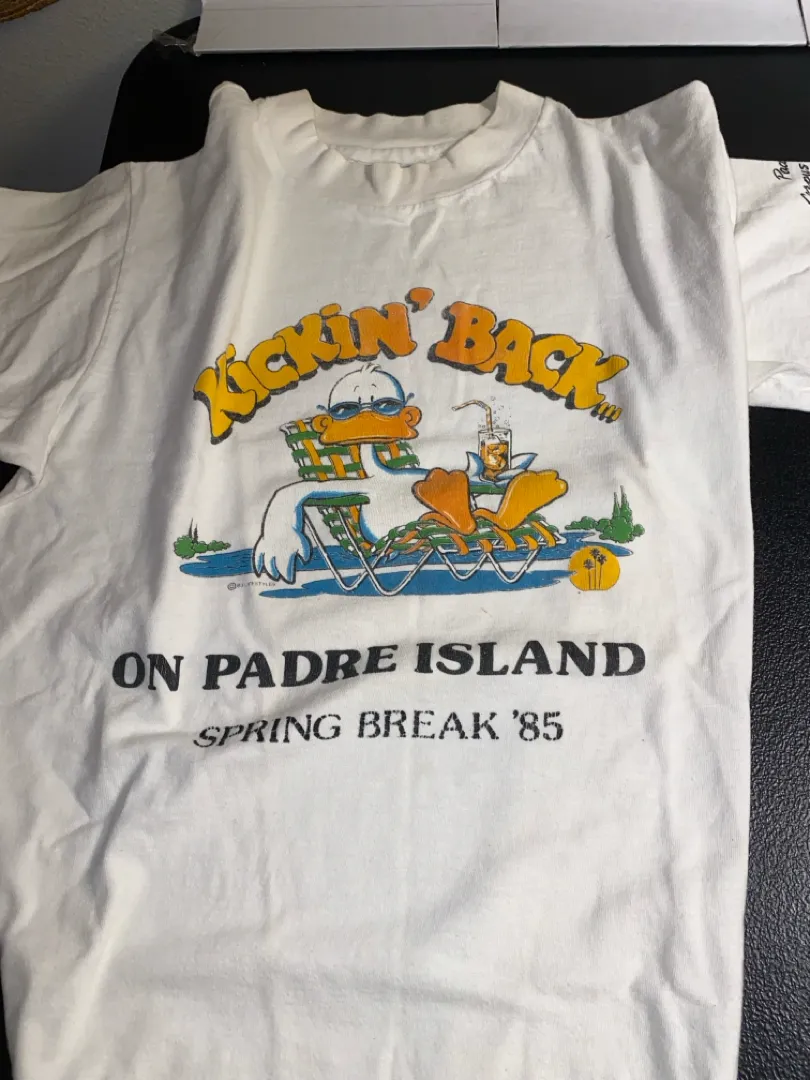 KICKIN' BACK...
ON PADRE ISLAND
SPRING BREAK '85